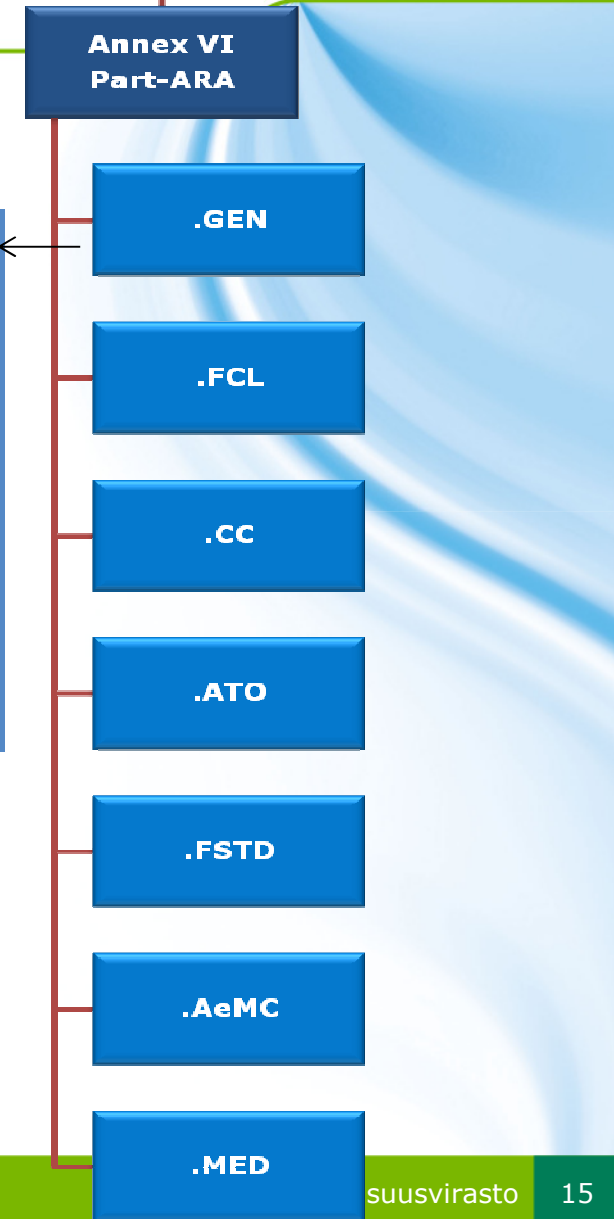 Annex VI
Part-ARA
.GEN
.FCL
.CC
.ATO
.FSTD
.AeMC
.MED
suusvirasto 15